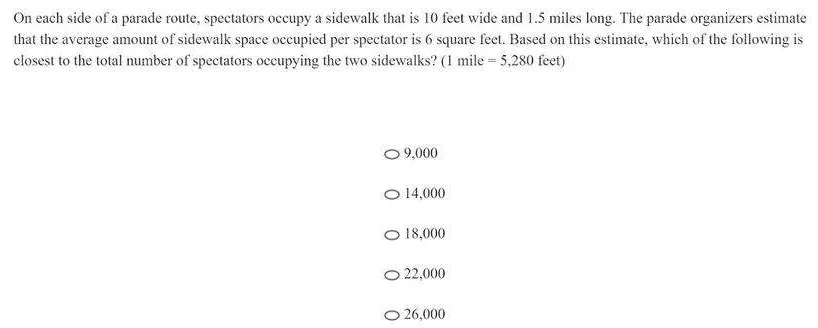 On each side of a parade route, spectators occupy a sidewalk that is 10 feet wide and 1.5 miles long. The parade organizers estimate
that the average amount of sidewalk space occupied per spectator is 6 square feet. Based on this estimate, which of the following is
closest to the total number of spectators occupying the two sidewalks? (1 mile = 5,280 feet)
9,000
14,000
18,000
22,000
26,000